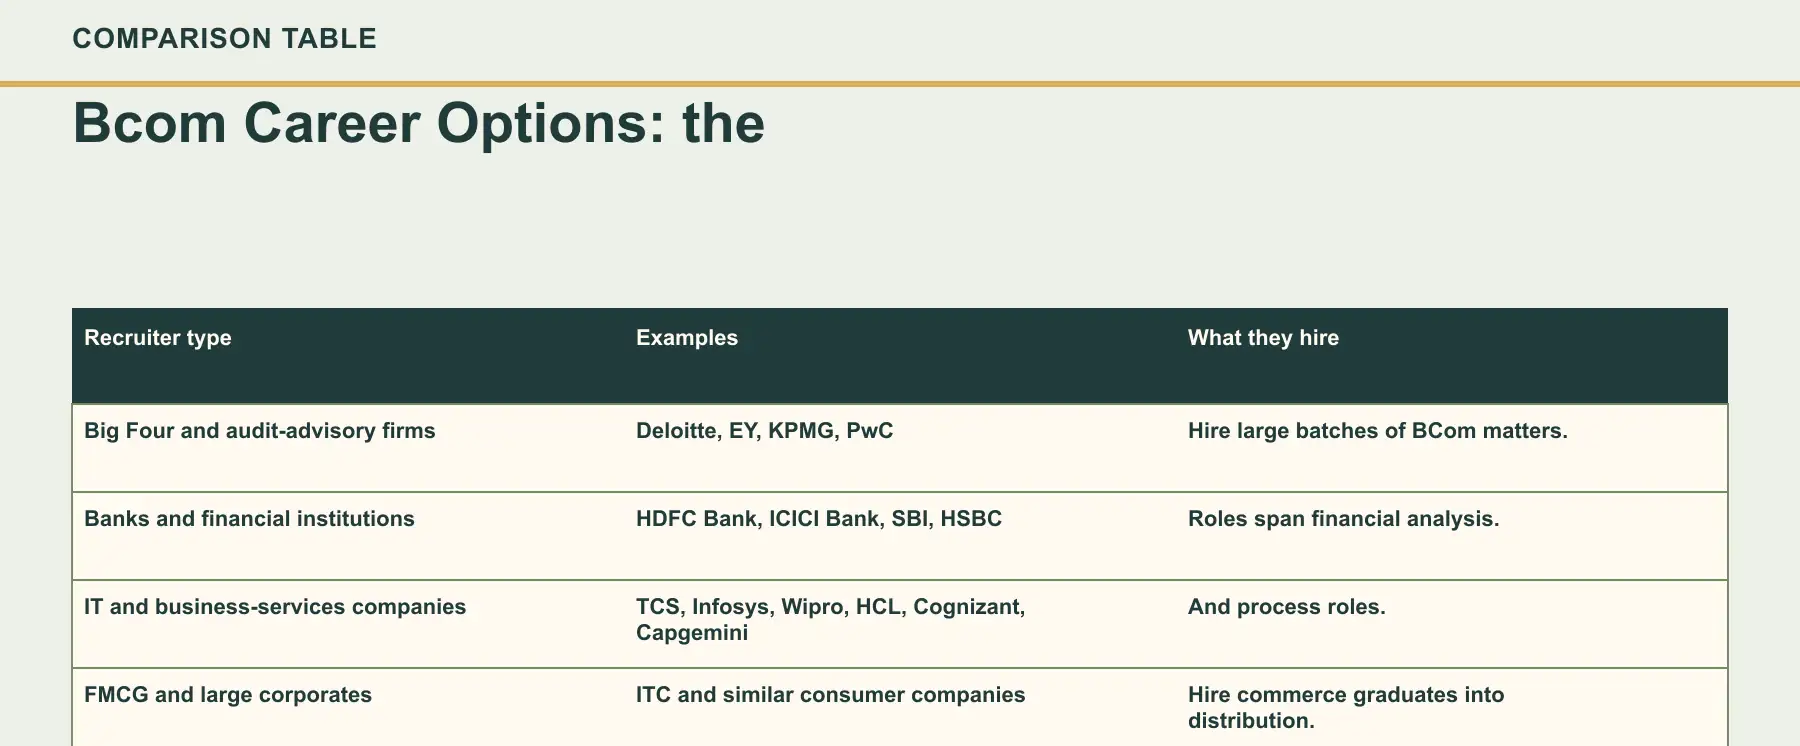 COMPARISON TABLE
Bcom Career Options: the
Recruiter type Examples What they hire
Big Four and audit-advisory firms Deloitte, EY, KPMG, PwC Hire large batches of BCom matters.
Banks and financial institutions HDFC Bank, ICICI Bank, SBI, HSBC Roles span financial analysis.
IT and business-services companies TCS, Infosys, Wipro, HCL, Cognizant, And process roles.
Capgemini
FMCG and large corporates ITC and similar consumer companies Hire commerce graduates into
distribution.